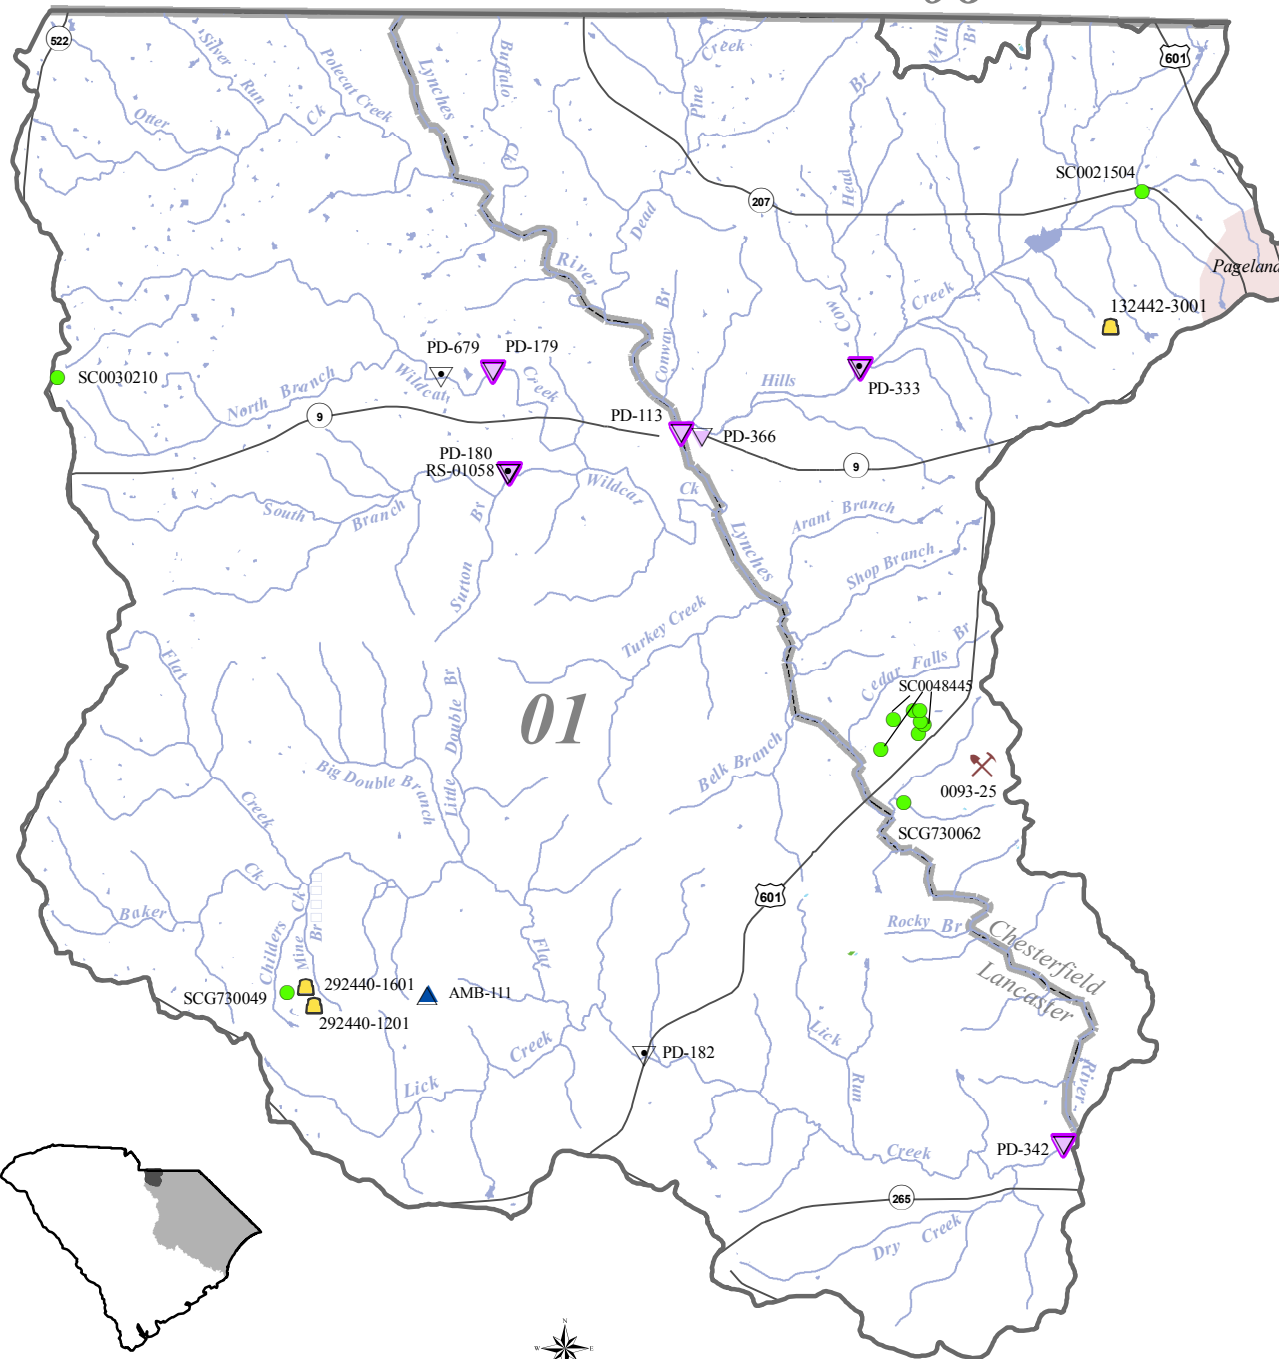 522
601
Silver
Run
Polecat Creek
Otter
Ck
Lynches
Buffalo
Ck
Creek
Pine
Mill
Br
Br
Head
Cow
SC0021504
207
Dead
River
Pageland
132442-3001
Creek
Conway Br
SC0030210
PD-679
PD-179
North Branch
Wildcat
Creek
9
PD-113
PD-366
Hills
PD-333
9
PD-180
RS-01058
South
Branch
Sutton
Br
Wildcat
Ck
Lynches
Arant Branch
Shop Branch
Turkey Creek
Cedar Falls
Br
SC0048445
Flat
Creek
01
Little Double Br
Big Double Branch
Belk Branch
0093-25
SCG730062
601
Baker
Ck
Childers
Mine
Ck
Br
Flat
Rocky Br
Chesterfield
Lancaster
SCG730049
292440-1601
292440-1201
AMB-111
Creek
Lick
PD-182
Lick
Run
River
Creek
PD-342
265
Dry Creek
N
E